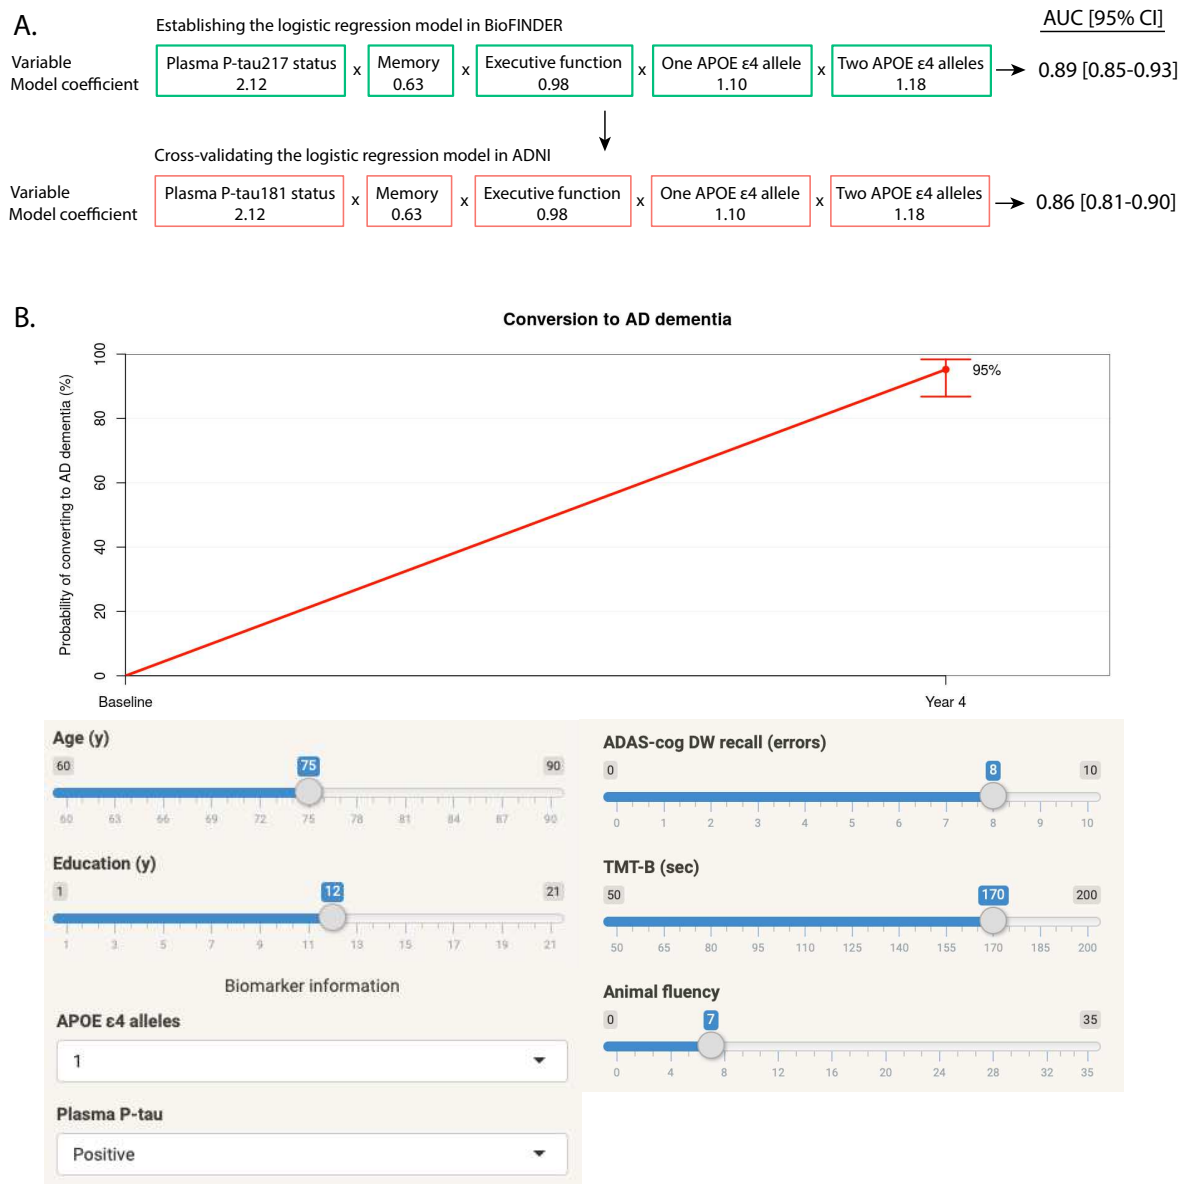 A.
Establishing the logistic regression model in BioFINDER
AUC [95% CI]
Variable
Model coefficient
Plasma P-tau217 status
2.12
x
Memory
0.63
x
Executive function
0.98
x
One APOE ε4 allele
1.10
x
Two APOE ε4 alleles
1.18
0.89 [0.85-0.93]
Cross-validating the logistic regression model in ADNI
Variable
Model coefficient
Plasma P-tau181 status
2.12
x
Memory
0.63
x
Executive function
0.98
x
One APOE ε4 allele
1.10
x
Two APOE ε4 alleles
1.18
0.86 [0.81-0.90]
B.
Conversion to AD dementia
Probability of converting to AD dementia (%)
100
80
60
40
20
0
95%
Baseline
Year 4
Age (y)
60
75
90
60 63 66 69 72 75 78 81 84 87 90
Education (y)
1
12
21
1 3 5 7 9 11 13 15 17 19 21
Biomarker information
APOE ε4 alleles
1
Plasma P-tau
Positive
ADAS-cog DW recall (errors)
0
8
10
0 1 2 3 4 5 6 7 8 9 10
TMT-B (sec)
50
170
200
50 65 80 95 110 125 140 155 170 185 200
Animal fluency
0
7
35
0 4 8 12 16 20 24 28 32 35